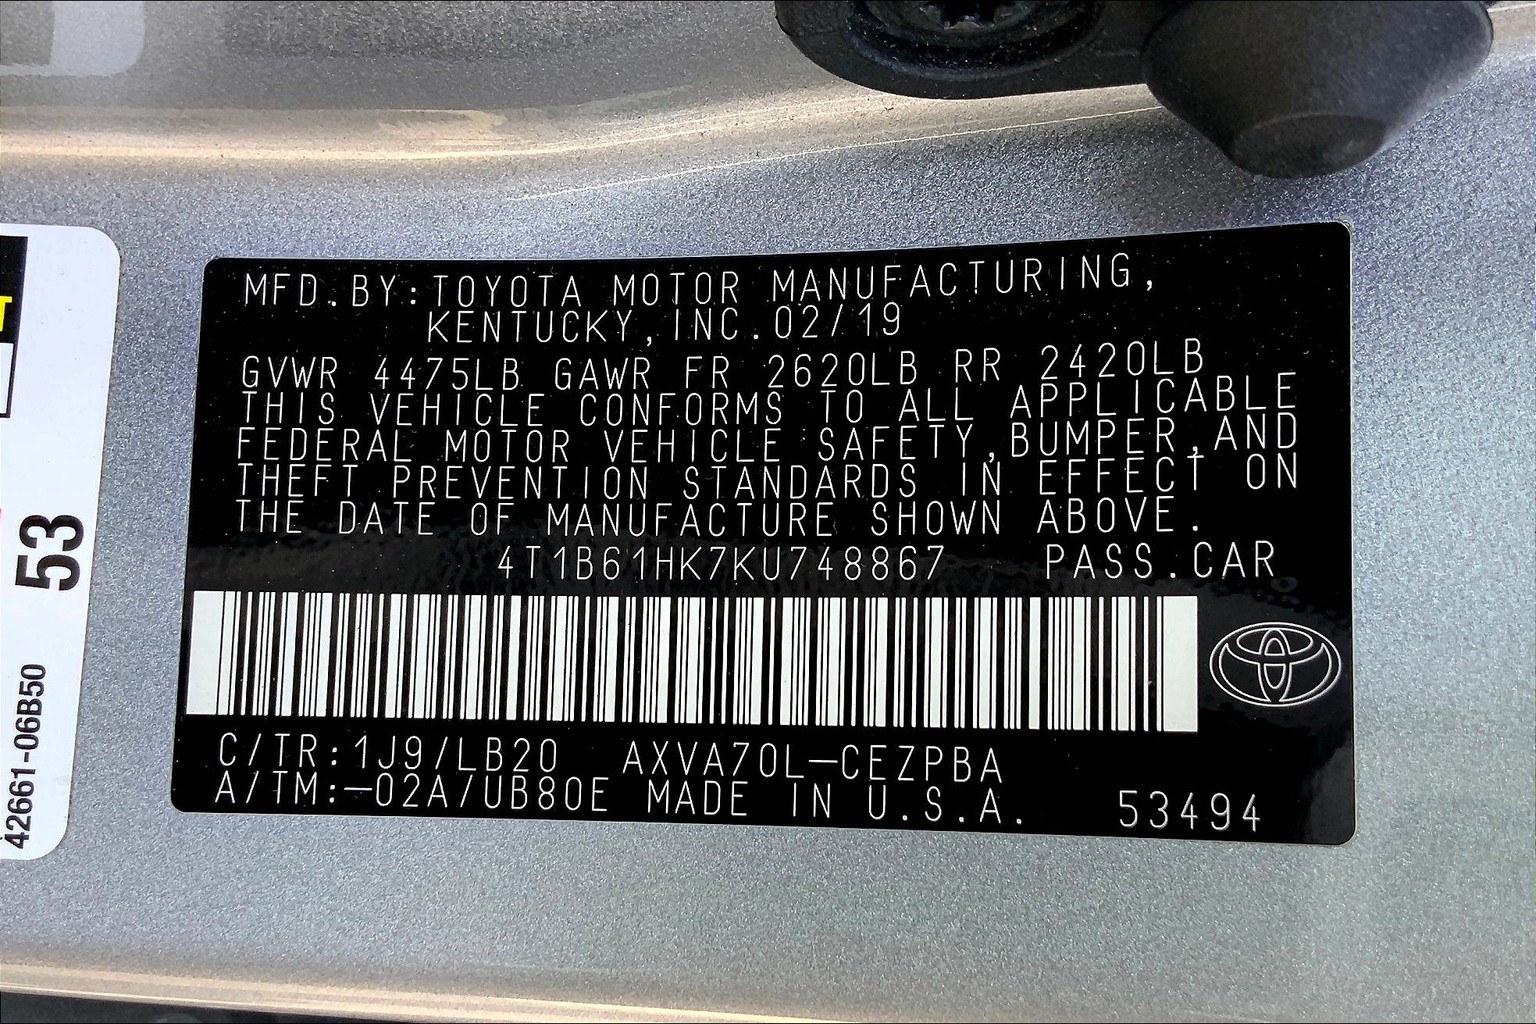 MFD.BY:TOYOTA MOTOR MANUFACTURING,
KENTUCKY,INC.02/19
GVWR 4475LB GAWR FR 2620LB RR 2420LB
THIS VEHICLE CONFORMS TO ALL APPLICABLE
FEDERAL MOTOR VEHICLE SAFETY,BUMPER,AND
THEFT PREVENTION STANDARDS IN EFFECT ON
THE DATE OF MANUFACTURE SHOWN ABOVE.
4T1B61HK7KU748867 PASS.CAR
C/TR:1J9/LB20 AXVA70L-CEZPBA
A/TM:-02A/UB80E MADE IN U.S.A. 53494
53
42661-06B50
T